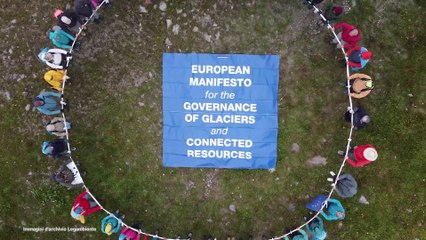 EUROPEAN
MANIFESTO
for the
GOVERNANCE
OF GLACIERS
and
CONNECTED
RESOURCES
Immagini d'archivio Legambiente